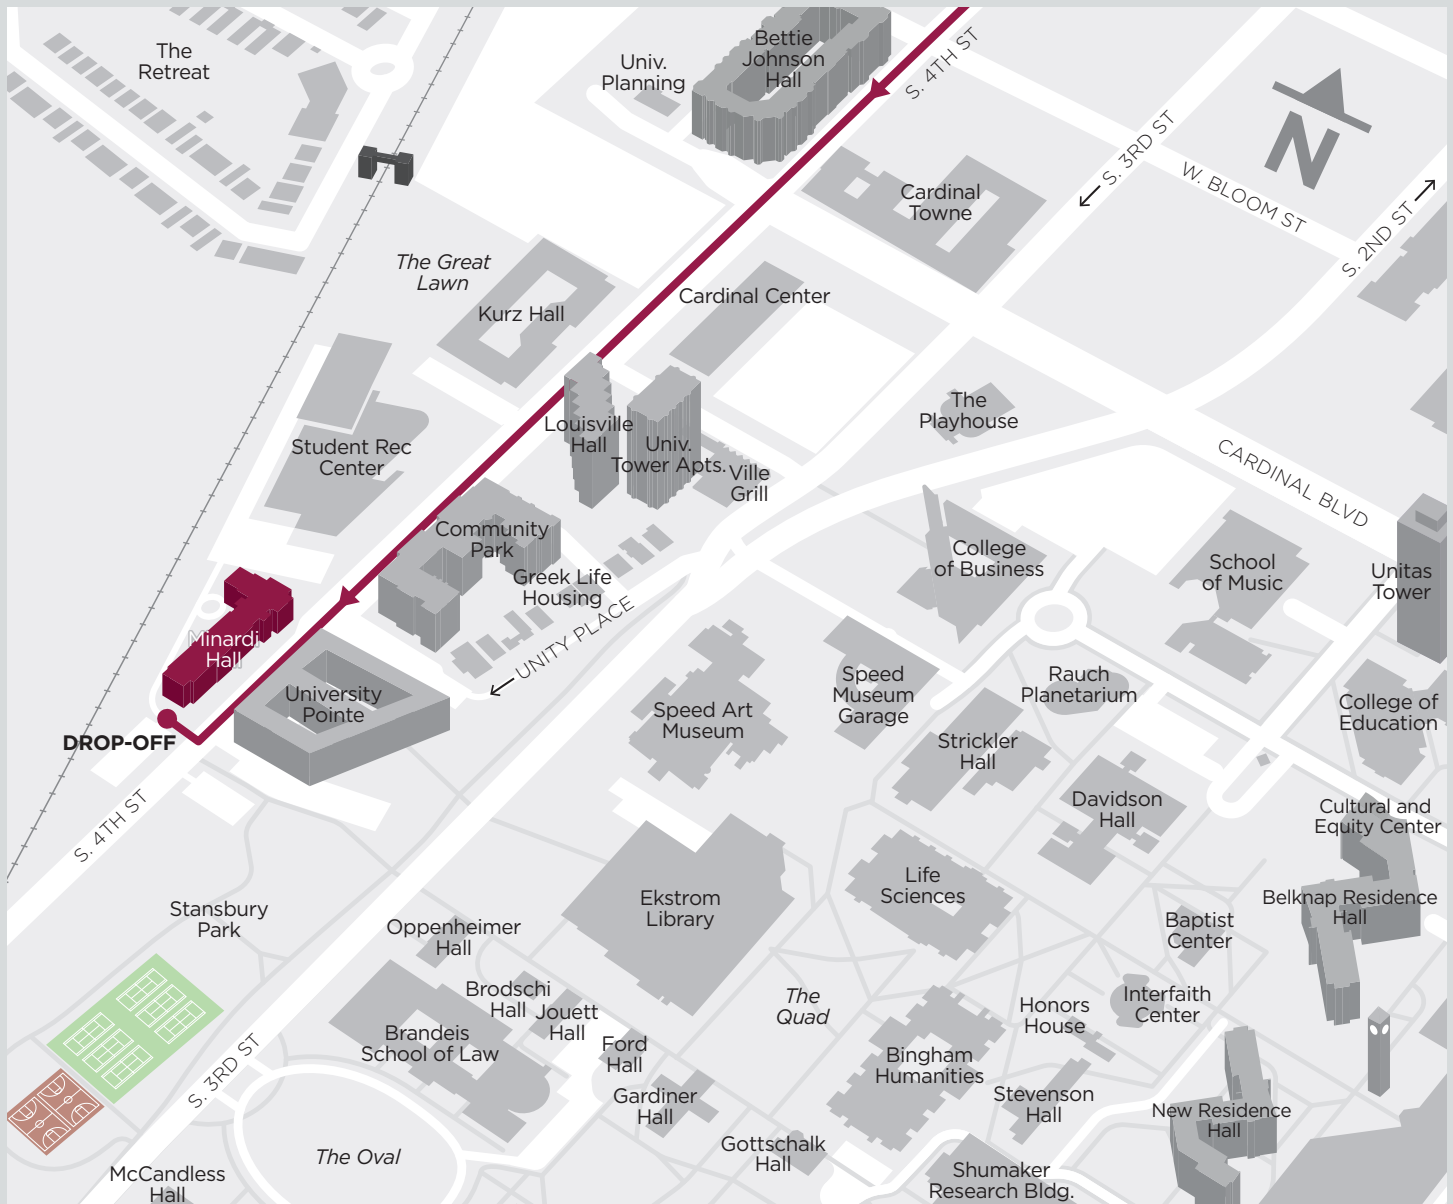 The
Retreat
Univ.
Planning
Bettie
Johnson
Hall
S. 4TH ST
S. 3RD ST
N
W. BLOOM ST
S. 2ND ST
Cardinal
Towne
The Great
Lawn
Kurz Hall
Cardinal Center
The
Playhouse
Louisville
Hall
Univ.
Tower Apts.
Ville
Grill
Student Rec
Center
CARDINAL BLVD
Community
Park
Greek Life
Housing
College
of Business
School
of Music
Unitas
Tower
UNITY PLACE
Minardi
Hall
University
Pointe
DROP-OFF
Speed Art
Museum
Speed
Museum
Garage
Rauch
Planetarium
College of
Education
Strickler
Hall
Davidson
Hall
Cultural and
Equity Center
S. 4TH ST
Stansbury
Park
Oppenheimer
Hall
Ekstrom
Library
Life
Sciences
Baptist
Center
Belknap Residence
Hall
Brodschi
Hall
Jouett
Hall
The
Quad
Honors
House
Interfaith
Center
Brandeis
School of Law
Ford
Hall
Bingham
Humanities
S. 3RD ST
Gardiner
Hall
Stevenson
Hall
New Residence
Hall
The Oval
Gottschalk
Hall
McCandless
Hall
Shumaker
Research Bldg.